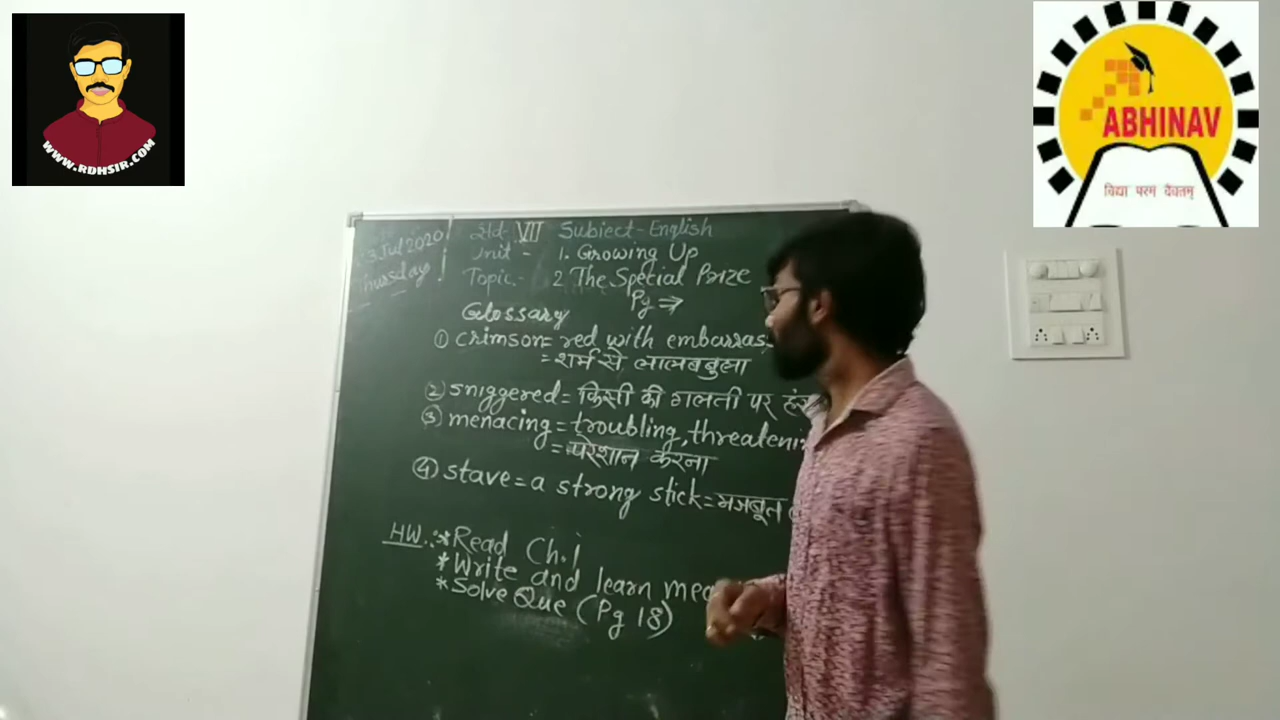 WWW.RDHSIR.COM
ABHINAV
विद्या परमं दैवतम्
3 Jul 2020
Thursday
Std- VII Subject-English
Unit - 1. Growing Up
Topic- 2 The Special Prize
Pg ⇒
Glossary
① crimson = red with embarras
= शर्म से लालबबुला
② sniggered = किसी की गलती पर हंस
③ menacing = troubling, threatenin
= परेशान करना
④ stave = a strong stick = मजबूत
HW :- * Read Ch.1
* Write and learn mea
* Solve Que (Pg 18)